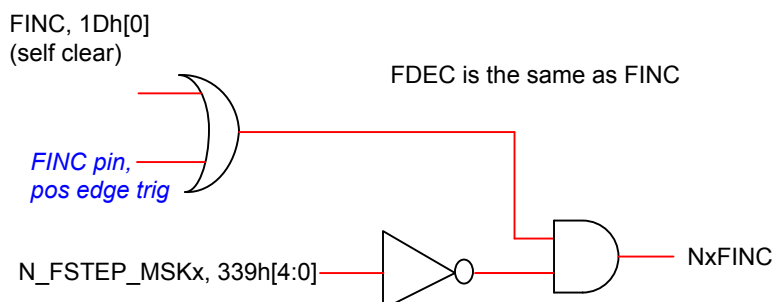 FINC, 1Dh[0]
(self clear)
FDEC is the same as FINC
FINC pin,
pos edge trig
N_FSTEP_MSKx, 339h[4:0]
NxFINC